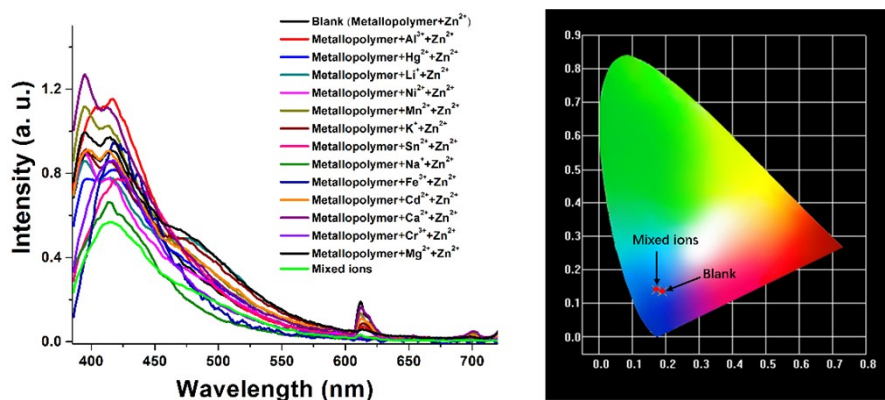 Intensity (a. u.)
1.2
0.8
0.4
0.0
400 450 500 550 600 650 700
Wavelength (nm)
Blank (Metallopolymer+Zn²⁺)
Metallopolymer+Al³⁺+Zn²⁺
Metallopolymer+Hg²⁺+Zn²⁺
Metallopolymer+Li⁺+Zn²⁺
Metallopolymer+Ni²⁺+Zn²⁺
Metallopolymer+Mn²⁺+Zn²⁺
Metallopolymer+K⁺+Zn²⁺
Metallopolymer+Sn²⁺+Zn²⁺
Metallopolymer+Na⁺+Zn²⁺
Metallopolymer+Fe³⁺+Zn²⁺
Metallopolymer+Cd²⁺+Zn²⁺
Metallopolymer+Ca²⁺+Zn²⁺
Metallopolymer+Cr³⁺+Zn²⁺
Metallopolymer+Mg²⁺+Zn²⁺
Mixed ions
0.9
0.8
0.7
0.6
0.5
0.4
0.3
0.2
0.1
0.0
Mixed ions
Blank
0.0 0.1 0.2 0.3 0.4 0.5 0.6 0.7 0.8